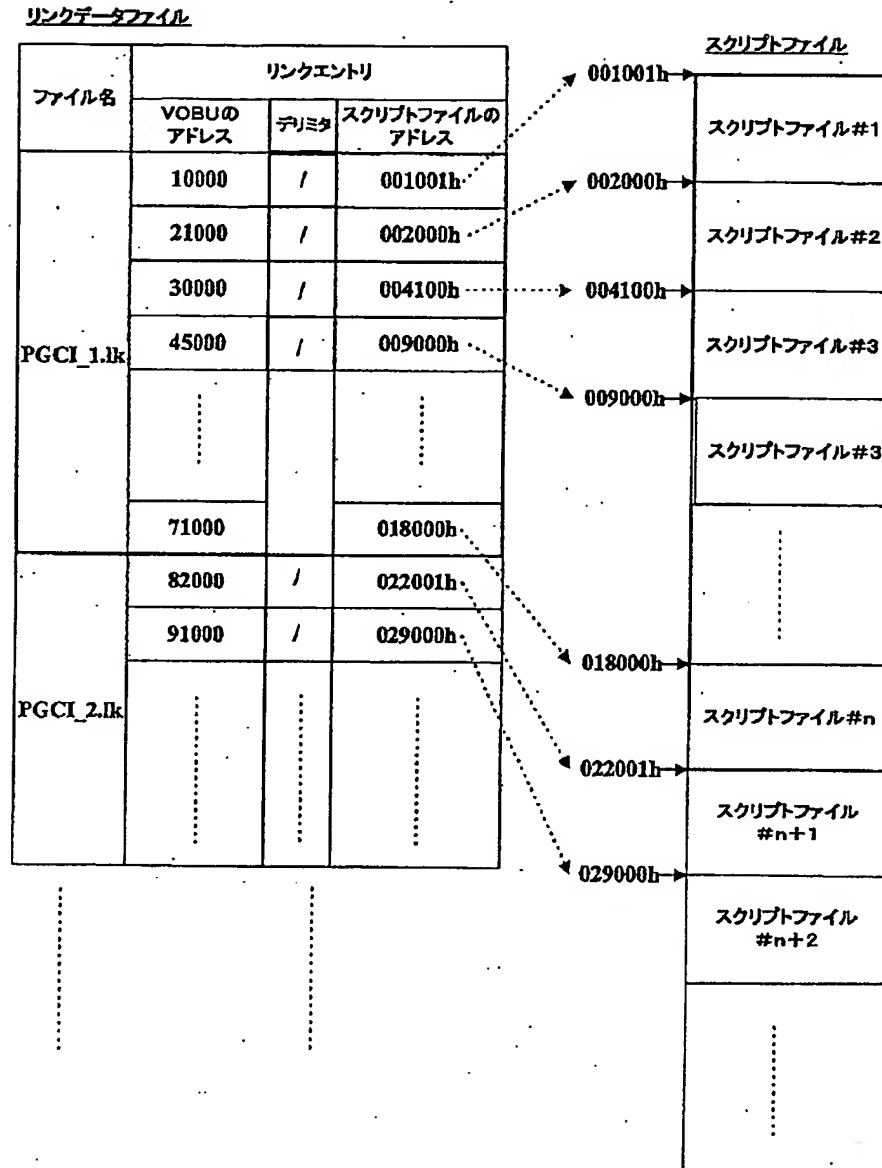 リンクデータファイル
ファイル名
リンクエントリ
VOBUの
アドレス
デリミタ
スクリプトファイルの
アドレス
PGCI_1.lk
10000 / 001001h
21000 / 002000h
30000 / 004100h
45000 / 009000h
71000 018000h
PGCI_2.lk
82000 / 022001h
91000 / 029000h
スクリプトファイル
001001h
スクリプトファイル#1
002000h
スクリプトファイル#2
004100h
スクリプトファイル#3
009000h
スクリプトファイル#3
018000h
スクリプトファイル#n
022001h
スクリプトファイル
#n+1
029000h
スクリプトファイル
#n+2